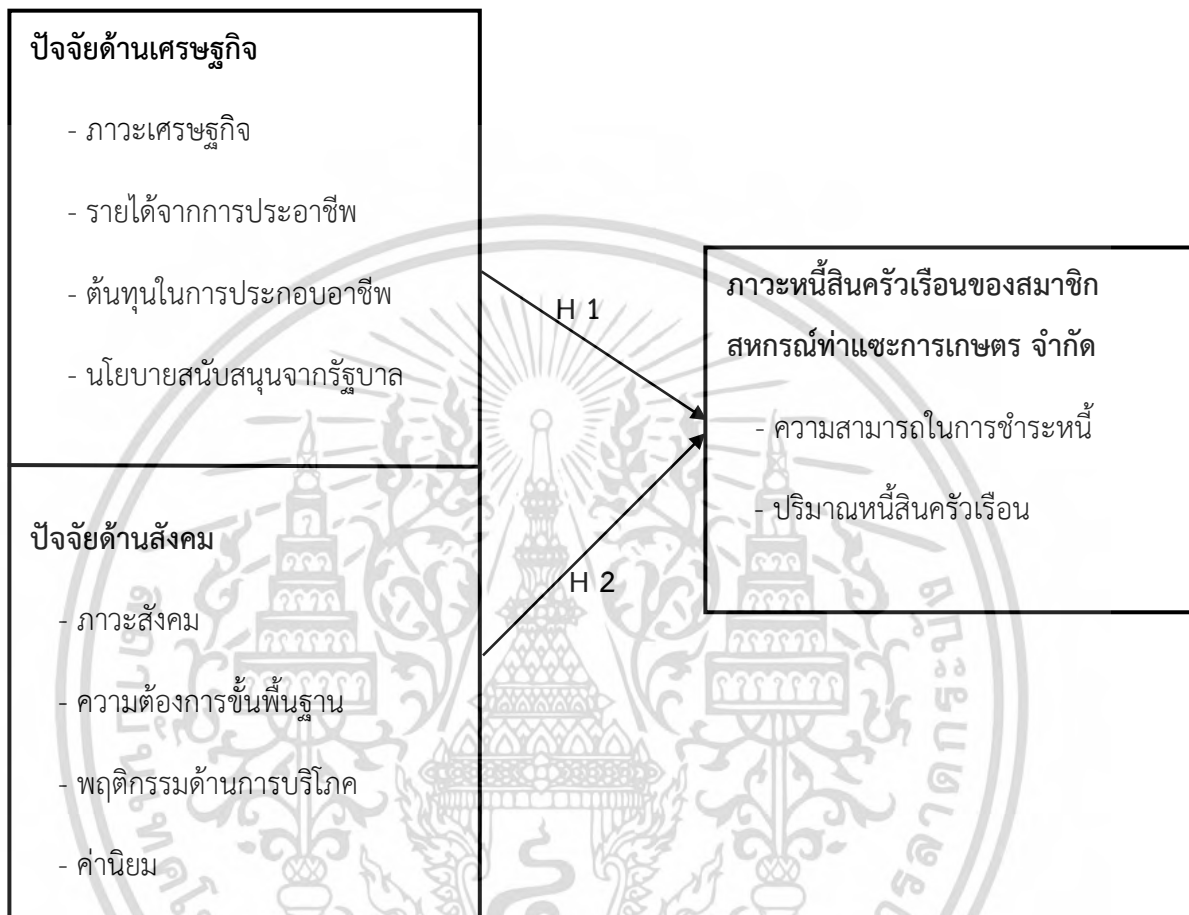 ปัจจัยด้านเศรษฐกิจ
- ภาวะเศรษฐกิจ
- รายได้จากการประอาชีพ
- ต้นทุนในการประกอบอาชีพ
- นโยบายสนับสนุนจากรัฐบาล
ปัจจัยด้านสังคม
- ภาวะสังคม
- ความต้องการขั้นพื้นฐาน
- พฤติกรรมด้านการบริโภค
- ค่านิยม
H 1
H 2
ภาวะหนี้สินครัวเรือนของสมาชิก
สหกรณ์ท่าแซะการเกษตร จำกัด
- ความสามารถในการชำระหนี้
- ปริมาณหนี้สินครัวเรือน